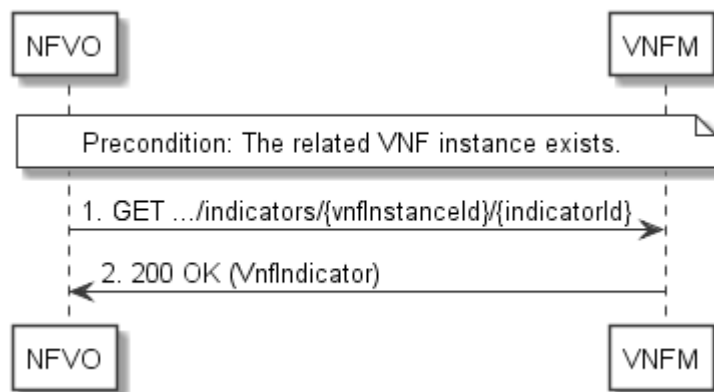 NFVO VNFM
Precondition: The related VNF instance exists.
1. GET .../indicators/{vnfInstanceId}/{indicatorId}
2. 200 OK (VnfIndicator)
NFVO VNFM